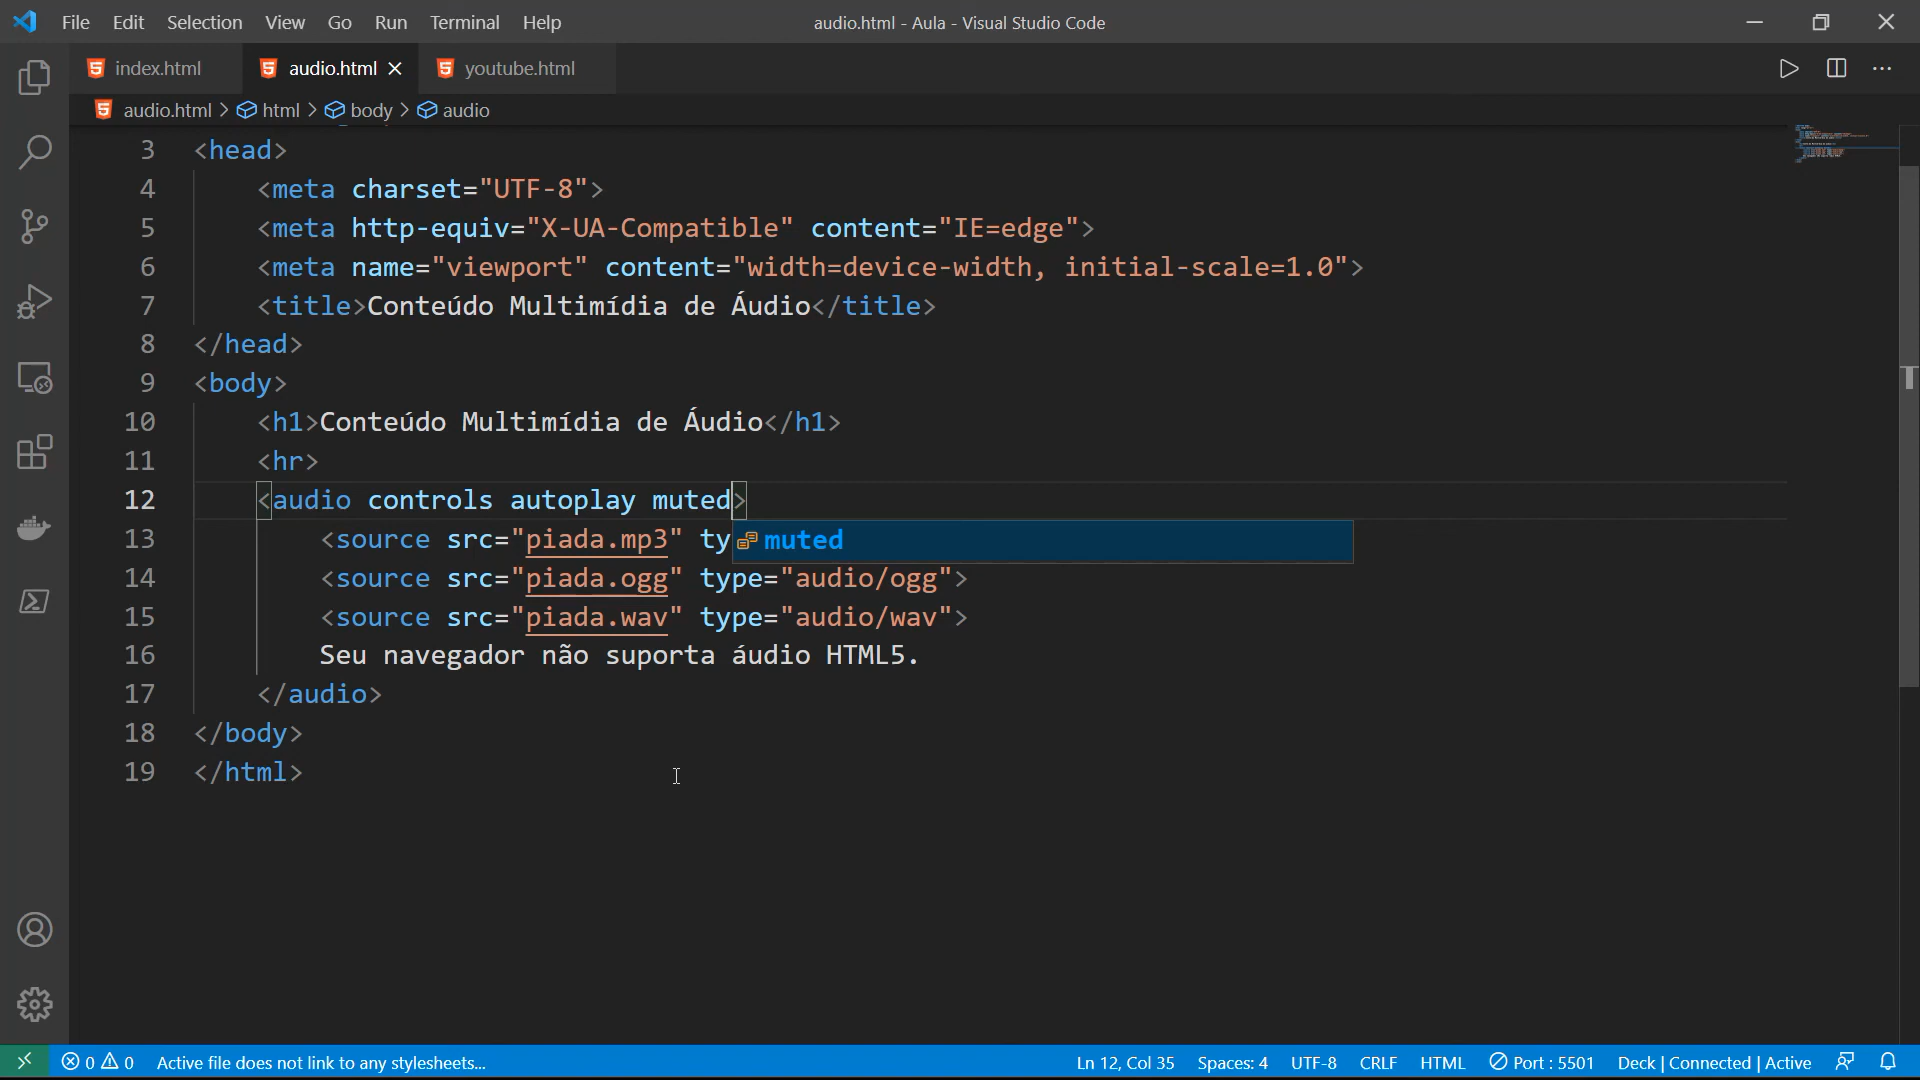 File Edit Selection View Go Run Terminal Help audio.html - Aula - Visual Studio Code
index.html audio.html youtube.html
audio.html > html > body > audio
3 <head>
4 <meta charset="UTF-8">
5 <meta http-equiv="X-UA-Compatible" content="IE=edge">
6 <meta name="viewport" content="width=device-width, initial-scale=1.0">
7 <title>Conteúdo Multimídia de Áudio</title>
8 </head>
9 <body>
10 <h1>Conteúdo Multimídia de Áudio</h1>
11 <hr>
12 <audio controls autoplay muted>
13 <source src="piada.mp3" ty muted
14 <source src="piada.ogg" type="audio/ogg">
15 <source src="piada.wav" type="audio/wav">
16 Seu navegador não suporta áudio HTML5.
17 </audio>
18 </body>
19 </html>
0 0 Active file does not link to any stylesheets... Ln 12, Col 35 Spaces: 4 UTF-8 CRLF HTML Port : 5501 Deck | Connected | Active